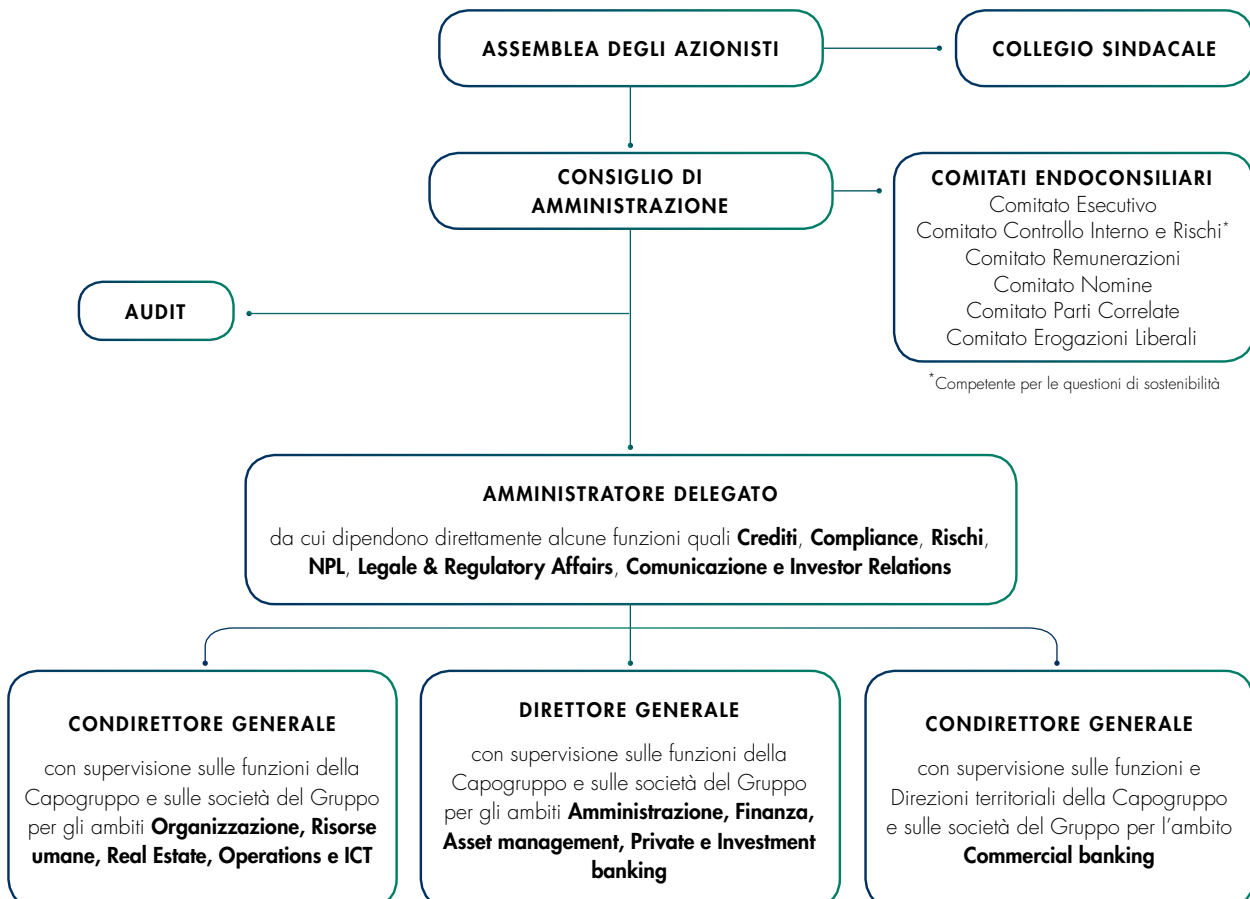 ASSEMBLEA DEGLI AZIONISTI
COLLEGIO SINDACALE
CONSIGLIO DI
AMMINISTRAZIONE
COMITATI ENDOCONSILIARI
Comitato Esecutivo
Comitato Controllo Interno e Rischi*
Comitato Remunerazioni
Comitato Nomine
Comitato Parti Correlate
Comitato Erogazioni Liberali
*Competente per le questioni di sostenibilità
AUDIT
AMMINISTRATORE DELEGATO
da cui dipendono direttamente alcune funzioni quali Crediti, Compliance, Rischi,
NPL, Legale & Regulatory Affairs, Comunicazione e Investor Relations
CONDIRETTORE GENERALE
con supervisione sulle funzioni della
Capogruppo e sulle società del Gruppo
per gli ambiti Organizzazione, Risorse
umane, Real Estate, Operations e ICT
DIRETTORE GENERALE
con supervisione sulle funzioni della
Capogruppo e sulle società del Gruppo
per gli ambiti Amministrazione, Finanza,
Asset management, Private e Investment
banking
CONDIRETTORE GENERALE
con supervisione sulle funzioni e
Direzioni territoriali della Capogruppo
e sulle società del Gruppo per l'ambito
Commercial banking